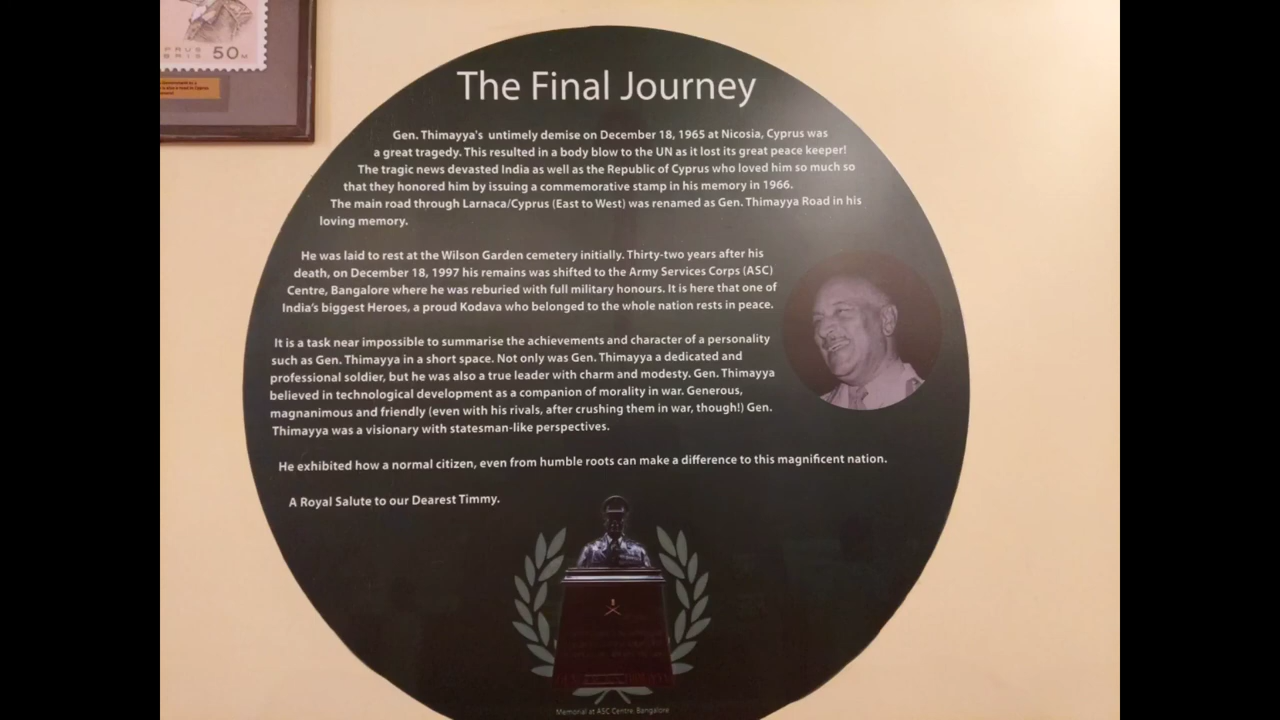 PRUS
BRIS 50M
The Final Journey
Gen. Thimayya's untimely demise on December 18, 1965 at Nicosia, Cyprus was
a great tragedy. This resulted in a body blow to the UN as it lost its great peace keeper!
The tragic news devasted India as well as the Republic of Cyprus who loved him so much so
that they honored him by issuing a commemorative stamp in his memory in 1966.
The main road through Larnaca/Cyprus (East to West) was renamed as Gen. Thimayya Road in his
loving memory.
He was laid to rest at the Wilson Garden cemetery initially. Thirty-two years after his
death, on December 18, 1997 his remains was shifted to the Army Services Corps (ASC)
Centre, Bangalore where he was reburied with full military honours. It is here that one of
India's biggest Heroes, a proud Kodava who belonged to the whole nation rests in peace.
It is a task near impossible to summarise the achievements and character of a personality
such as Gen. Thimayya in a short space. Not only was Gen. Thimayya a dedicated and
professional soldier, but he was also a true leader with charm and modesty. Gen. Thimayya
believed in technological development as a companion of morality in war. Generous,
magnanimous and friendly (even with his rivals, after crushing them in war, though!) Gen.
Thimayya was a visionary with statesman-like perspectives.
He exhibited how a normal citizen, even from humble roots can make a difference to this magnificent nation.
A Royal Salute to our Dearest Timmy.
Memorial at ASC Centre, Bangalore